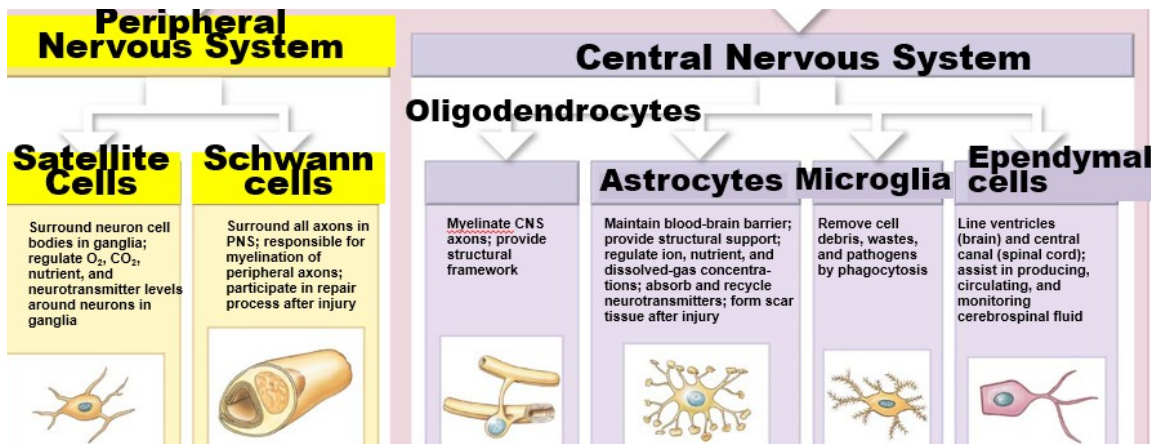 Peripheral
Nervous System
Central Nervous System
Oligodendrocytes
Satellite
Cells
Schwann
cells
Astrocytes
Microglia
Ependymal
cells
Surround neuron cell
bodies in ganglia;
regulate O₂, CO₂,
nutrient, and
neurotransmitter levels
around neurons in
ganglia
Surround all axons in
PNS; responsible for
myelination of
peripheral axons;
participate in repair
process after injury
Myelinate CNS
axons; provide
structural
framework
Maintain blood-brain barrier;
provide structural support;
regulate ion, nutrient, and
dissolved-gas concentra-
tions; absorb and recycle
neurotransmitters; form scar
tissue after injury
Remove cell
debris, wastes,
and pathogens
by phagocytosis
Line ventricles
(brain) and central
canal (spinal cord);
assist in producing,
circulating, and
monitoring
cerebrospinal fluid